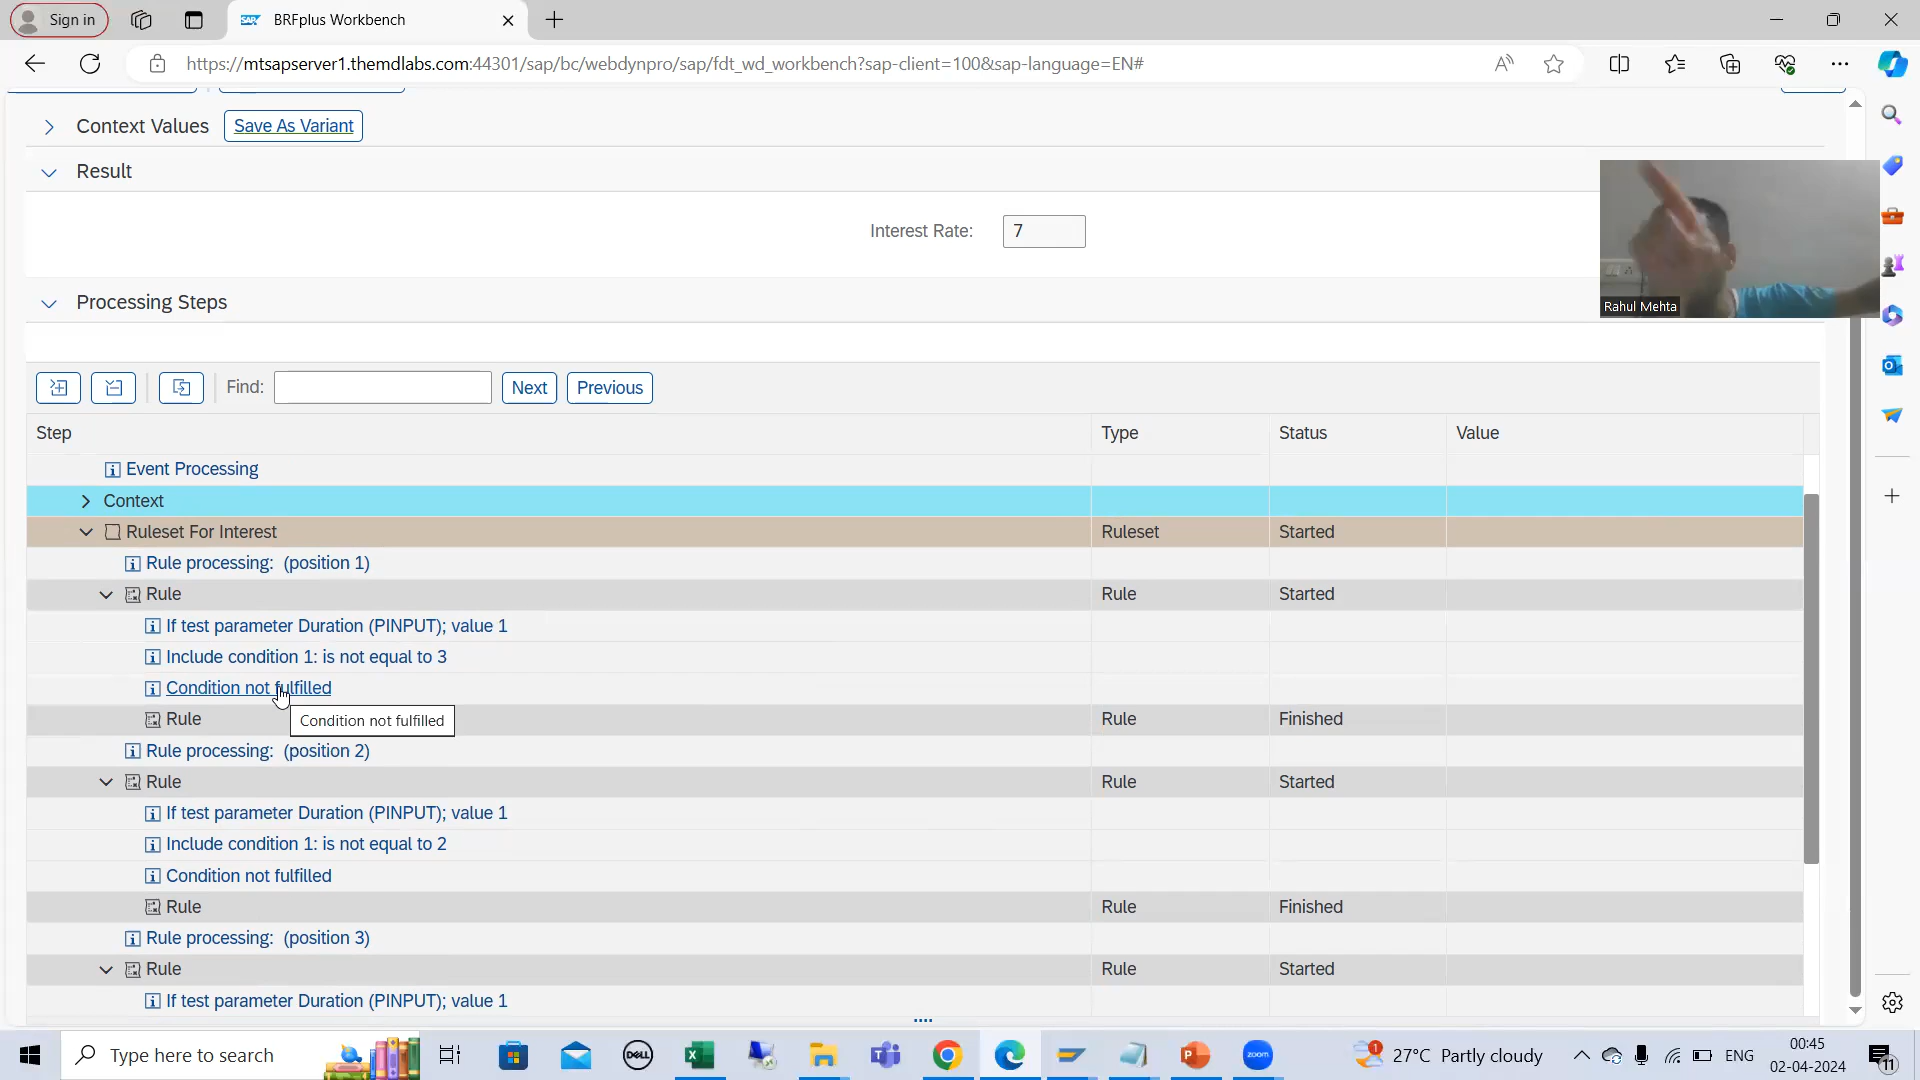 Sign in
BRFplus Workbench
https://mtsapserver1.themdlabs.com:44301/sap/bc/webdynpro/sap/fdt_wd_workbench?sap-client=100&sap-language=EN#
Context Values
Save As Variant
Result
Interest Rate: 7
Rahul Mehta
Processing Steps
Find: Next Previous
Step Type Status Value
Event Processing
Context
Ruleset For Interest Ruleset Started
Rule processing: (position 1)
Rule Rule Started
If test parameter Duration (PINPUT); value 1
Include condition 1: is not equal to 3
Condition not fulfilled
Rule Rule Finished
Condition not fulfilled
Rule processing: (position 2)
Rule Rule Started
If test parameter Duration (PINPUT); value 1
Include condition 1: is not equal to 2
Condition not fulfilled
Rule Rule Finished
Rule processing: (position 3)
Rule Rule Started
If test parameter Duration (PINPUT); value 1
Type here to search
DELL
zoom
27°C Partly cloudy
ENG
00:45
02-04-2024
11